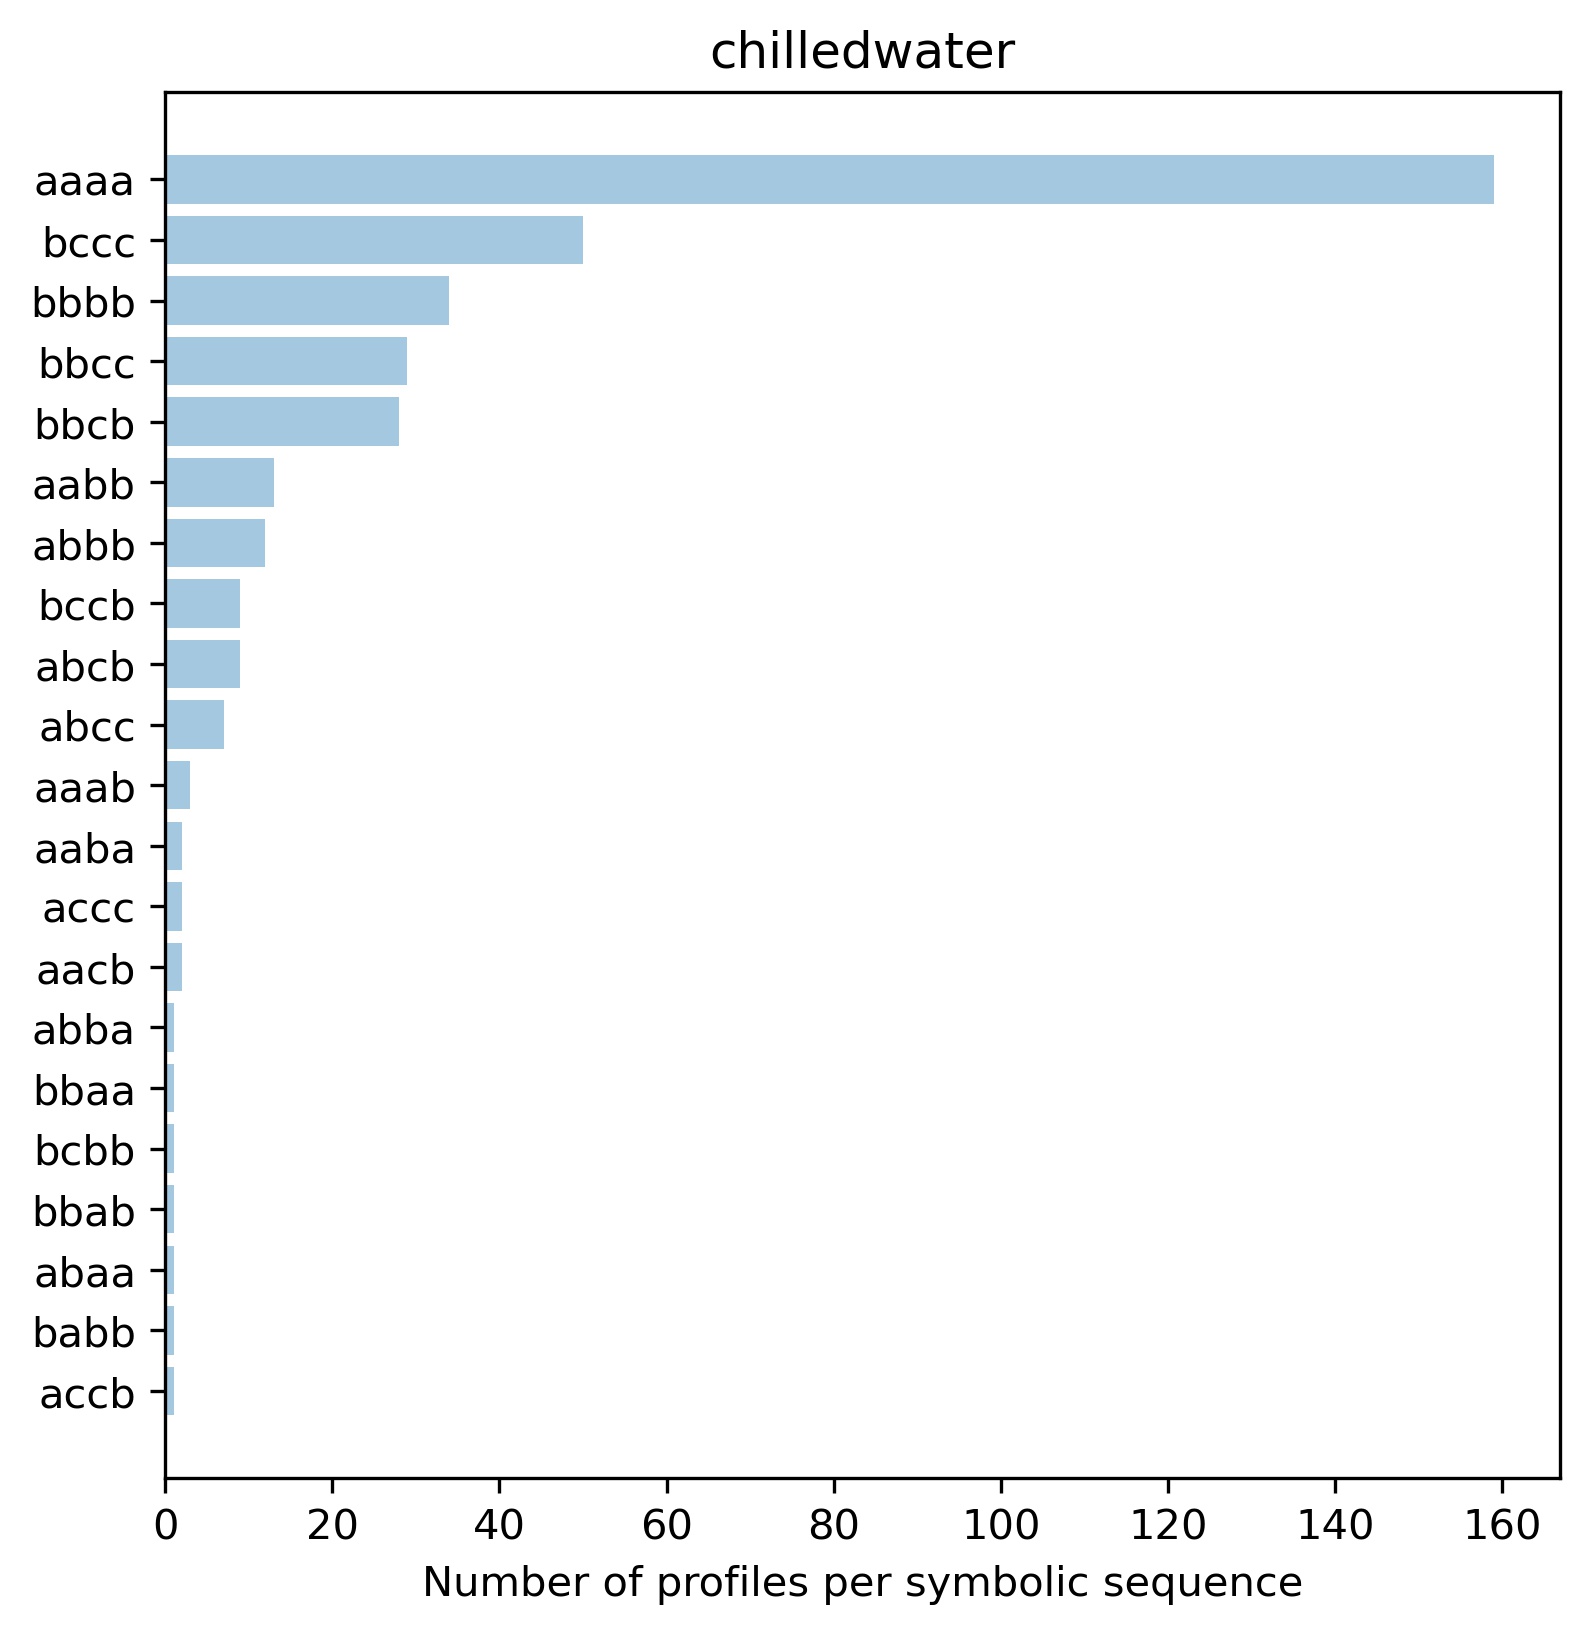 chilledwater
aaaa
bccc
bbbb
bbcc
bbcb
aabb
abbb
bccb
abcb
abcc
aaab
aaba
accc
aacb
abba
bbaa
bcbb
bbab
abaa
babb
accb
0 20 40 60 80 100 120 140 160
Number of profiles per symbolic sequence